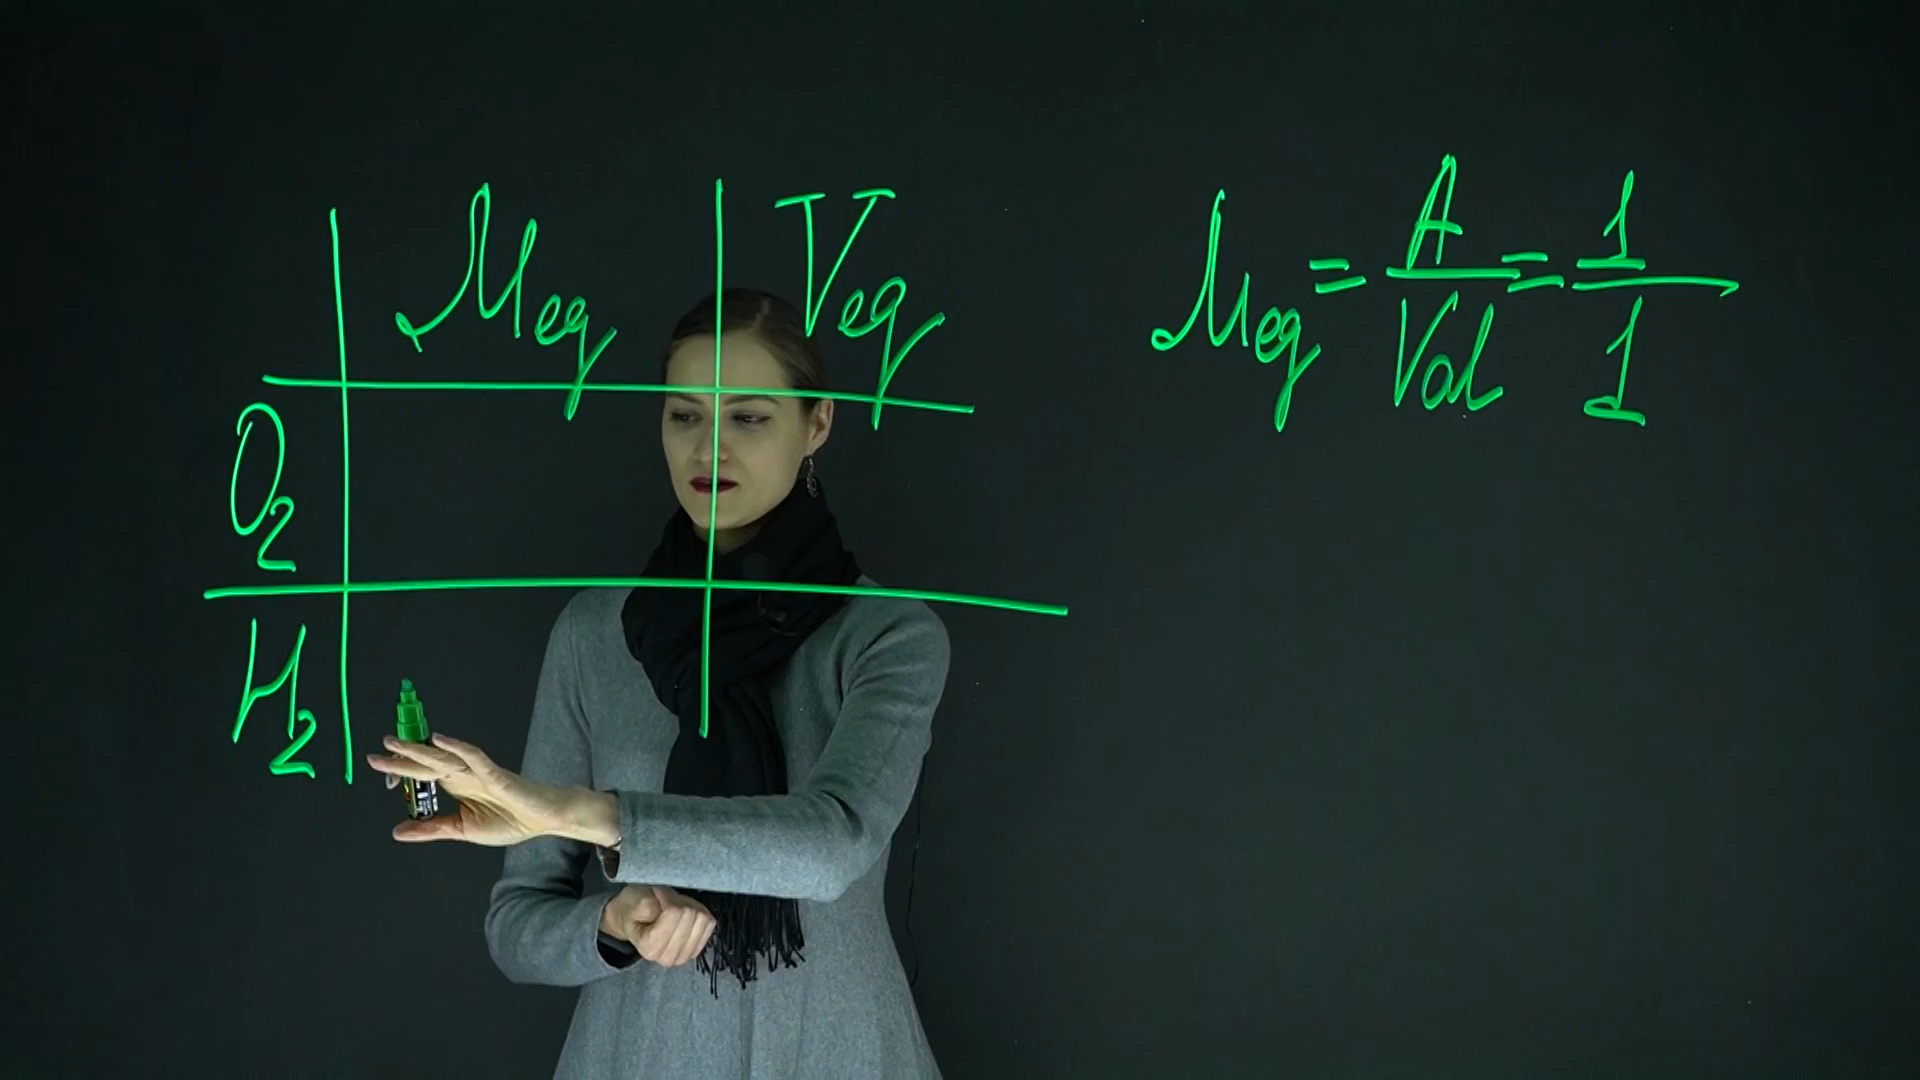 Meq Veq
O2
H2
Meq = A/Val = 1/1